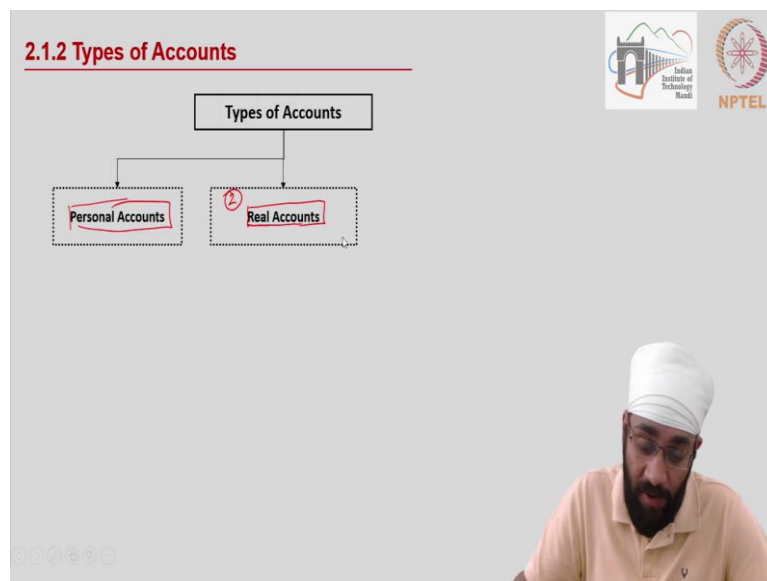 2.1.2 Types of Accounts
Indian
Institute of
Technology
Mandi
NPTEL
Types of Accounts
Personal Accounts
2
Real Accounts